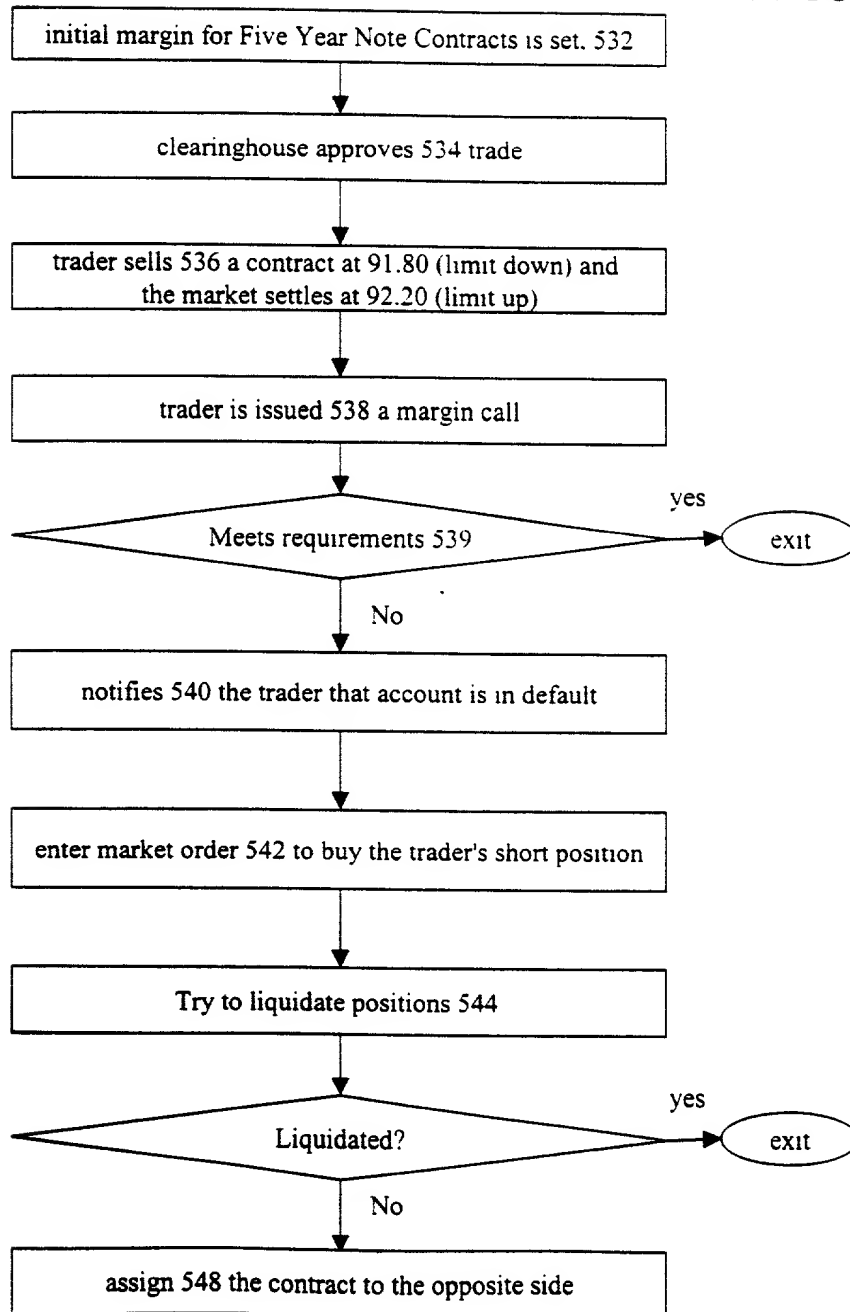 initial margin for Five Year Note Contracts is set. 532
clearinghouse approves 534 trade
trader sells 536 a contract at 91.80 (limit down) and
the market settles at 92.20 (limit up)
trader is issued 538 a margin call
Meets requirements 539
yes
exit
No
notifies 540 the trader that account is in default
enter market order 542 to buy the trader's short position
Try to liquidate positions 544
Liquidated?
yes
exit
No
assign 548 the contract to the opposite side